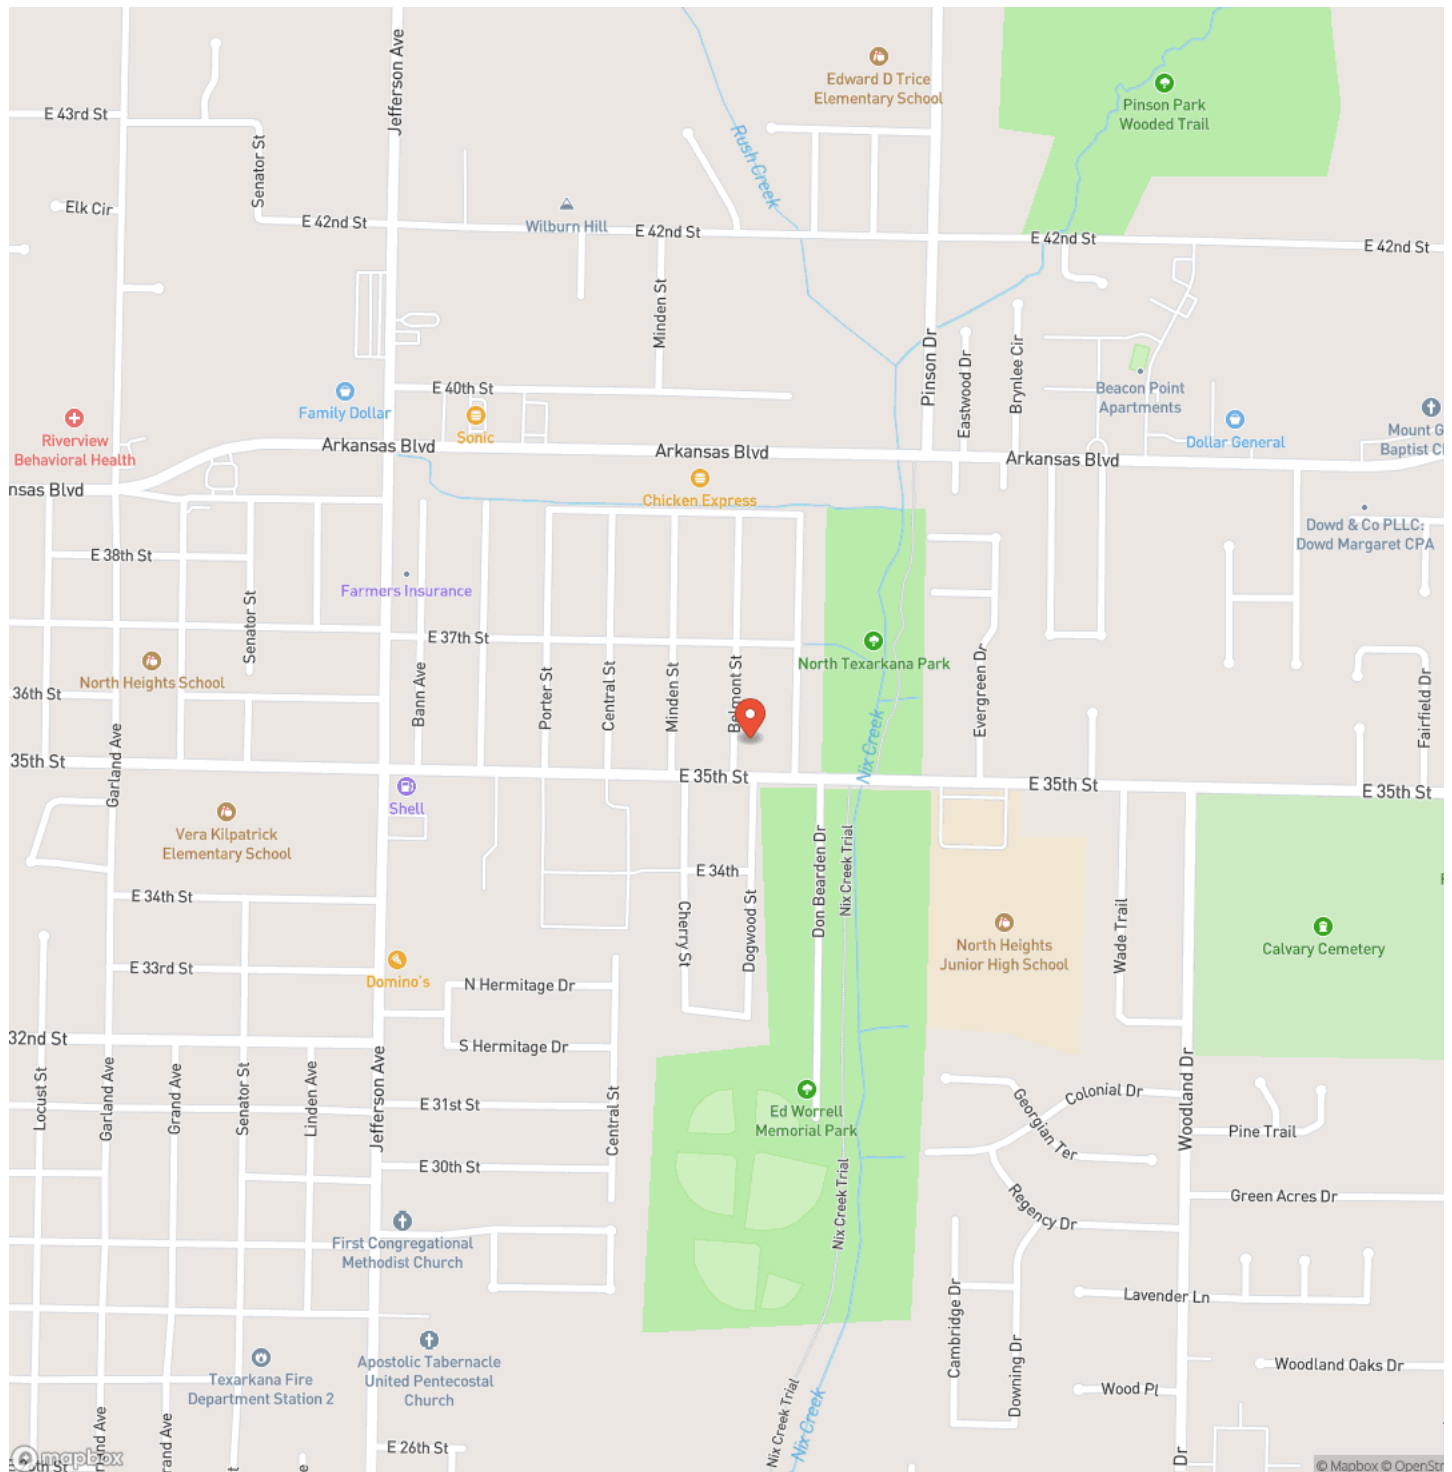 Edward D Trice
Elementary School
Pinson Park
Wooded Trail
E 43rd St
Jefferson Ave
Senator St
Rush Creek
Elk Cir
E 42nd St
Wilburn Hill
E 42nd St
E 42nd St
E 42nd St
Minden St
Pinson Dr
Eastwood Dr
Brynlee Cir
E 40th St
Beacon Point
Apartments
Family Dollar
Sonic
Riverview
Behavioral Health
Arkansas Blvd
Arkansas Blvd
Arkansas Blvd
Dollar General
Mount G
Baptist Cl
nsas Blvd
Chicken Express
Dowd & Co PLLC:
Dowd Margaret CPA
E 38th St
Farmers Insurance
Senator St
E 37th St
North Texarkana Park
North Heights School
36th St
Bann Ave
Porter St
Central St
Minden St
Belmont St
Evergreen Dr
Fairfield Dr
Nix Creek
35th St
Garland Ave
E 35th St
E 35th St
E 35th St
Shell
Vera Kilpatrick
Elementary School
E 34th
Don Bearden Dr
Nix Creek Trial
E 34th St
Cherry St
Dogwood St
North Heights
Junior High School
Wade Trail
Calvary Cemetery
E 33rd St
Domino's
N Hermitage Dr
32nd St
S Hermitage Dr
Locust St
Garland Ave
Grand Ave
Senator St
Linden Ave
Jefferson Ave
E 31st St
Central St
Ed Worrell
Memorial Park
Colonial Dr
Georgian Ter
Woodland Dr
Pine Trail
E 30th St
Nix Creek Trial
Regency Dr
Green Acres Dr
First Congregational
Methodist Church
Cambridge Dr
Downing Dr
Lavender Ln
Texarkana Fire
Department Station 2
Apostolic Tabernacle
United Pentecostal
Church
Woodland Oaks Dr
Wood Pl
Nix Creek Trial
Nix Creek
E 26th St
rand Ave
Dr
mapbox
© Mapbox © OpenStr